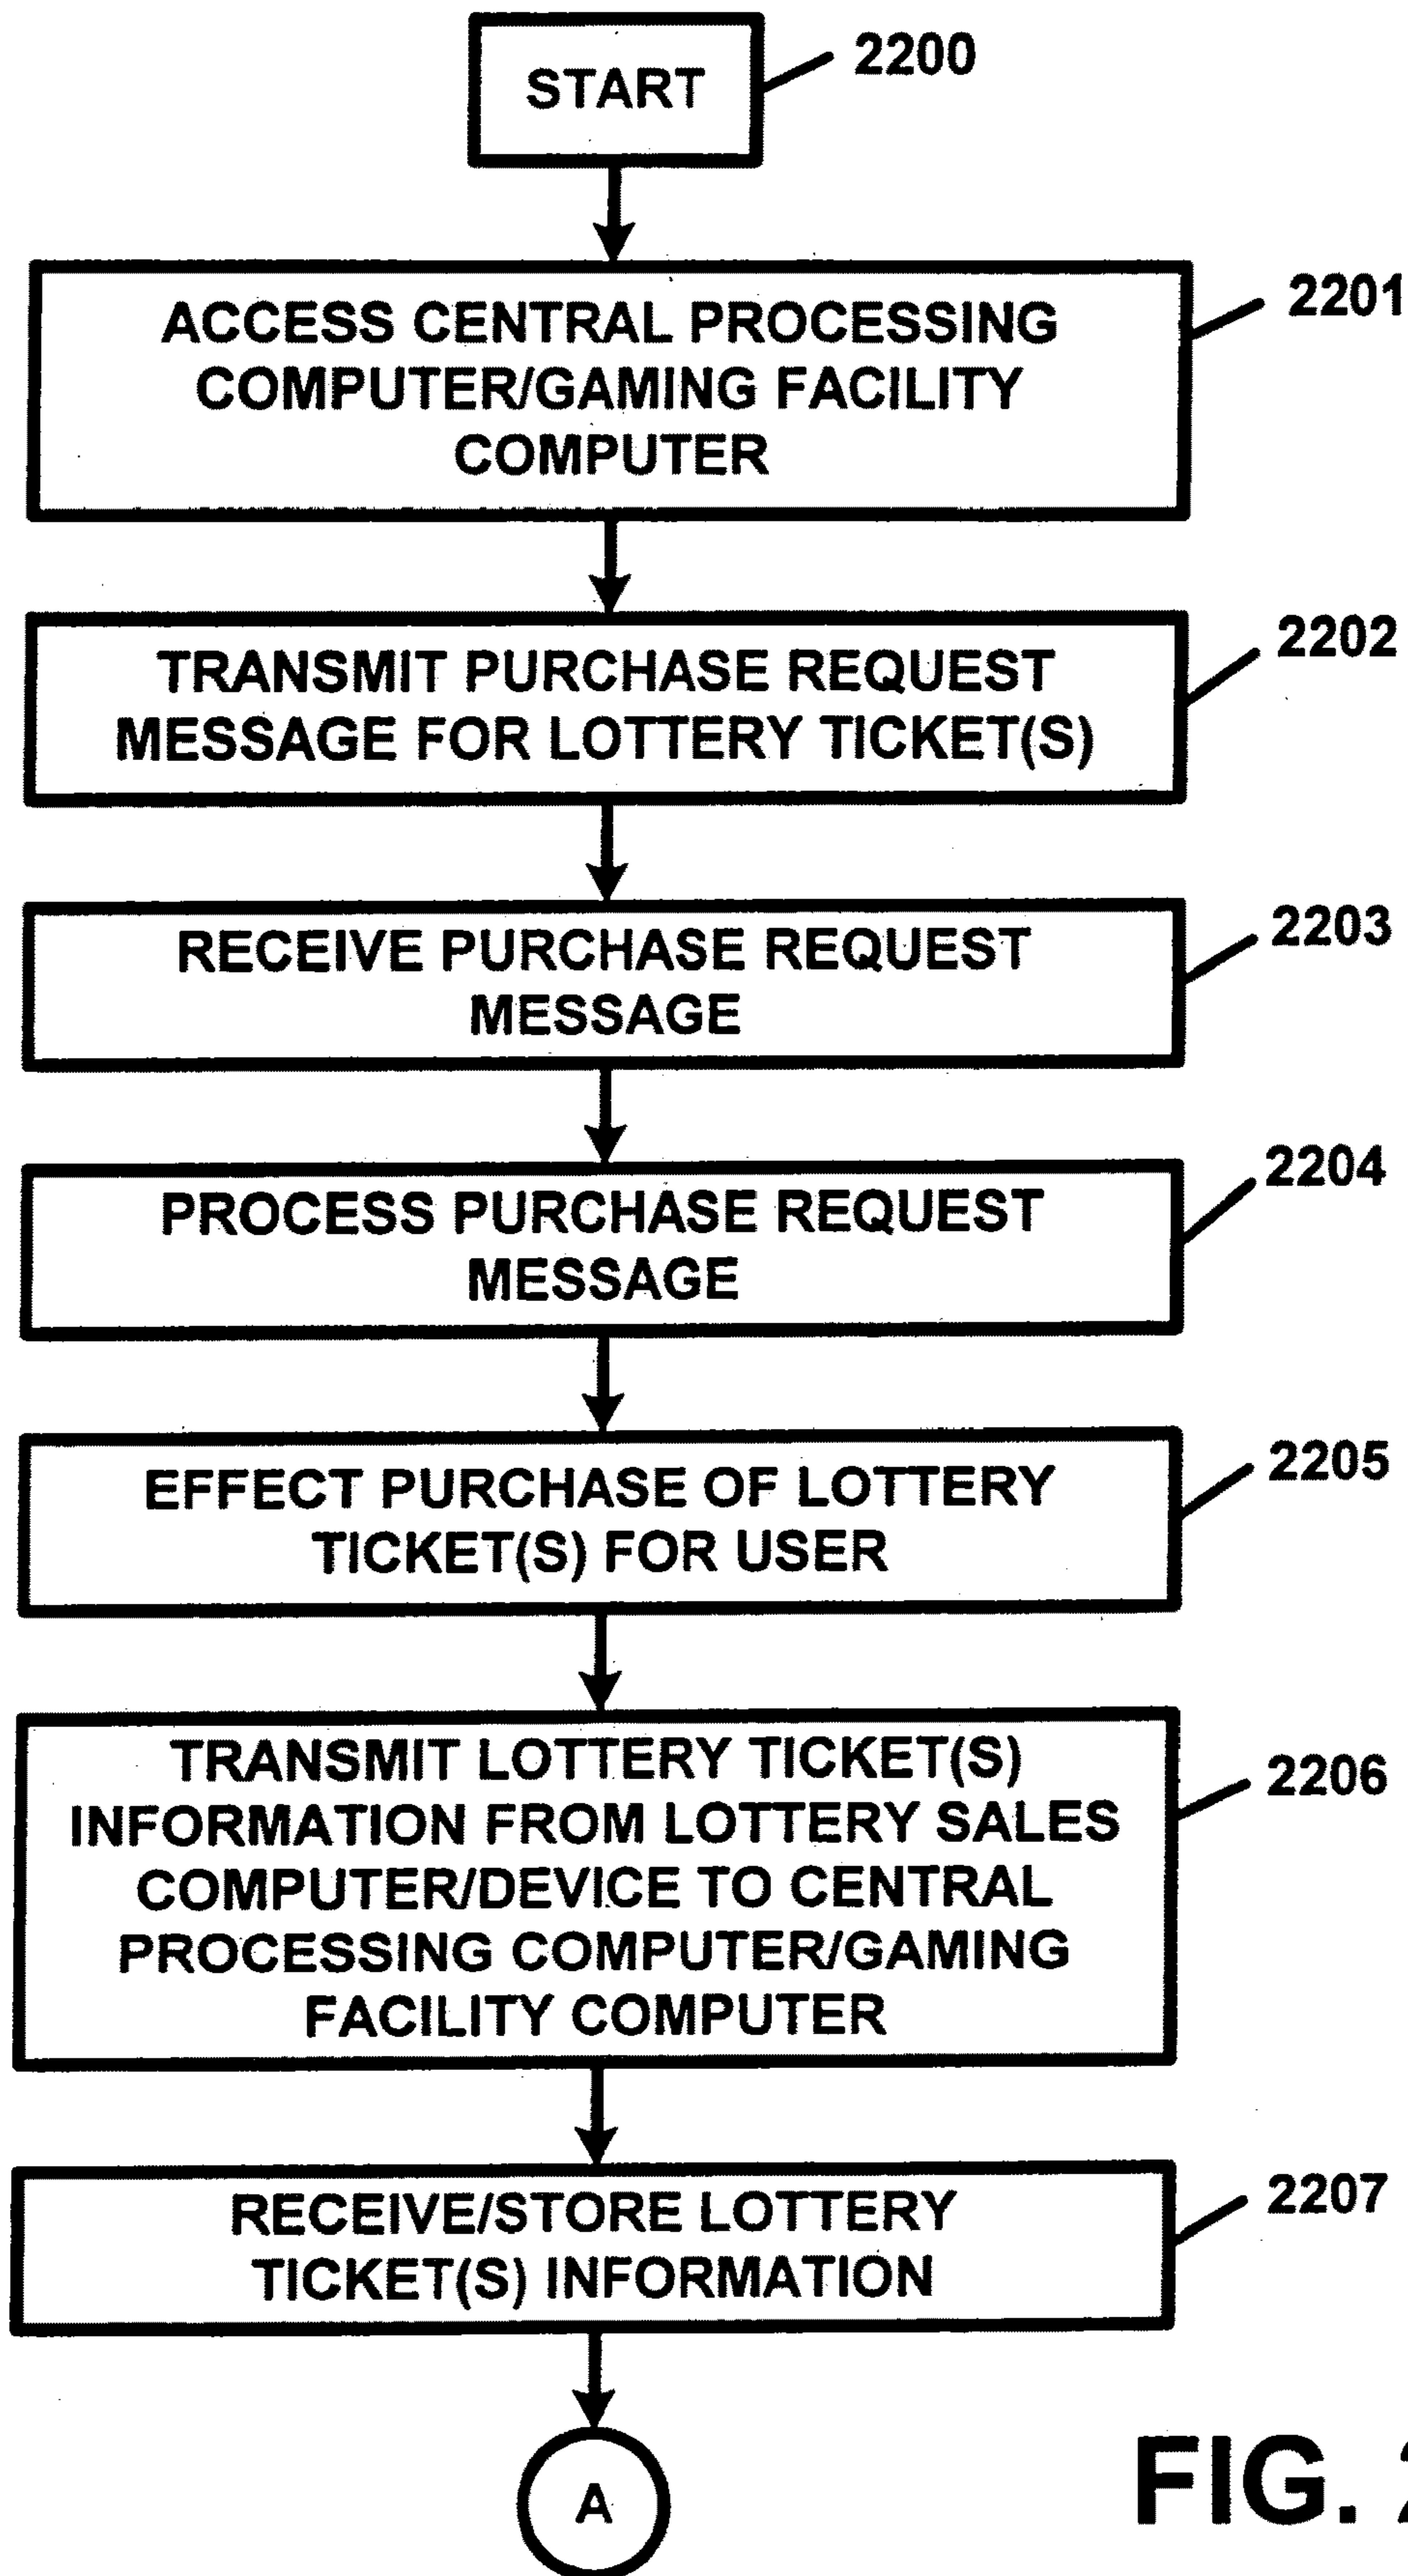 START
2200
ACCESS CENTRAL PROCESSING
COMPUTER/GAMING FACILITY
COMPUTER
2201
TRANSMIT PURCHASE REQUEST
MESSAGE FOR LOTTERY TICKET(S)
2202
RECEIVE PURCHASE REQUEST
MESSAGE
2203
PROCESS PURCHASE REQUEST
MESSAGE
2204
EFFECT PURCHASE OF LOTTERY
TICKET(S) FOR USER
2205
TRANSMIT LOTTERY TICKET(S)
INFORMATION FROM LOTTERY SALES
COMPUTER/DEVICE TO CENTRAL
PROCESSING COMPUTER/GAMING
FACILITY COMPUTER
2206
RECEIVE/STORE LOTTERY
TICKET(S) INFORMATION
2207
A
FIG.